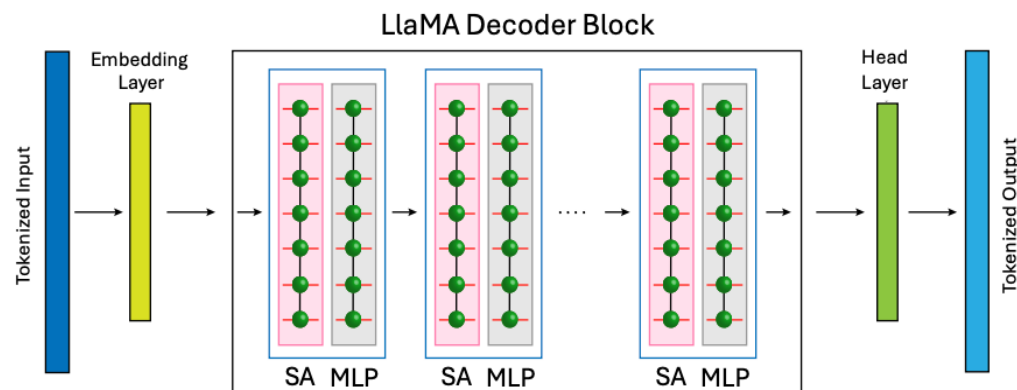 LlaMA Decoder Block
Tokenized Input
Embedding
Layer
SA MLP
SA MLP
....
SA MLP
Head
Layer
Tokenized Output